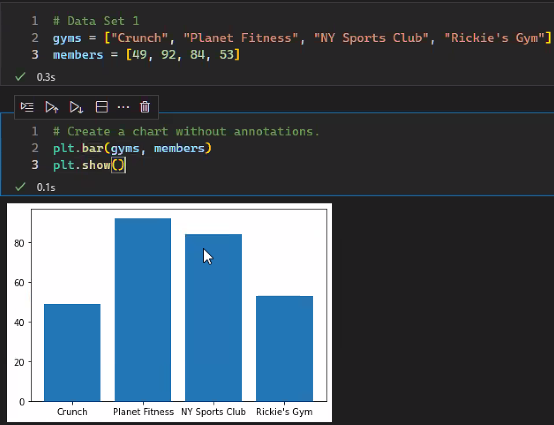 1 # Data Set 1
2 gyms = ["Crunch", "Planet Fitness", "NY Sports Club", "Rickie's Gym"]
3 members = [49, 92, 84, 53]
0.3s
1 # Create a chart without annotations.
2 plt.bar(gyms, members)
3 plt.show()
0.1s
80
60
40
20
0
Crunch Planet Fitness NY Sports Club Rickie's Gym